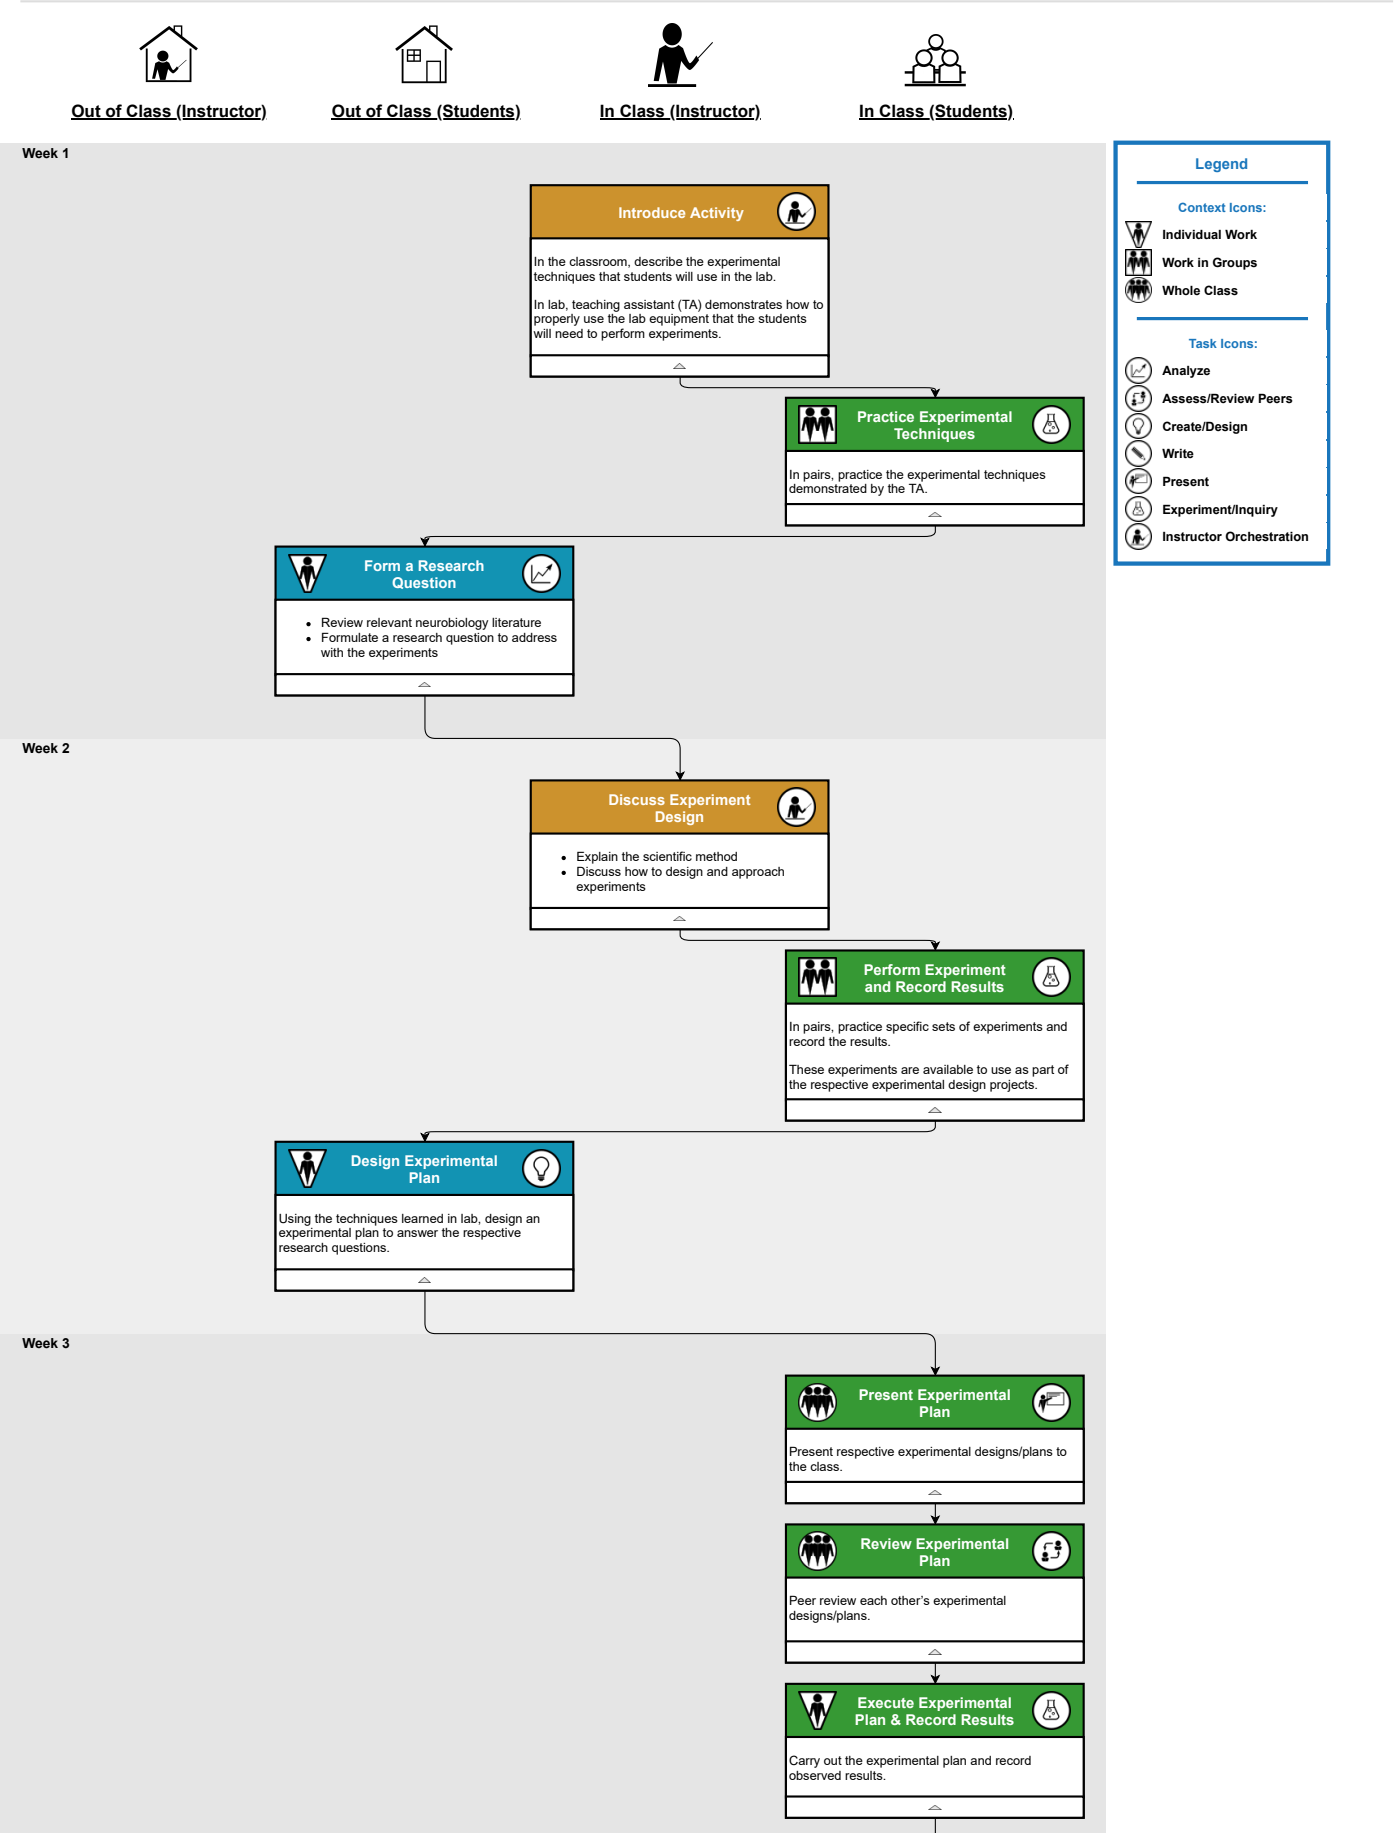 Out of Class (Instructor)
Out of Class (Students)
In Class (Instructor)
In Class (Students)
Week 1
Introduce Activity
In the classroom, describe the experimental
techniques that students will use in the lab.
In lab, teaching assistant (TA) demonstrates how to
properly use the lab equipment that the students
will need to perform experiments.
Practice Experimental
Techniques
In pairs, practice the experimental techniques
demonstrated by the TA.
Form a Research
Question
• Review relevant neurobiology literature
• Formulate a research question to address
with the experiments
Legend
Context Icons:
Individual Work
Work in Groups
Whole Class
Task Icons:
Analyze
Assess/Review Peers
Create/Design
Write
Present
Experiment/Inquiry
Instructor Orchestration
Week 2
Discuss Experiment
Design
• Explain the scientific method
• Discuss how to design and approach
experiments
Perform Experiment
and Record Results
In pairs, practice specific sets of experiments and
record the results.
These experiments are available to use as part of
the respective experimental design projects.
Design Experimental
Plan
Using the techniques learned in lab, design an
experimental plan to answer the respective
research questions.
Week 3
Present Experimental
Plan
Present respective experimental designs/plans to
the class.
Review Experimental
Plan
Peer review each other's experimental
designs/plans.
Execute Experimental
Plan & Record Results
Carry out the experimental plan and record
observed results.